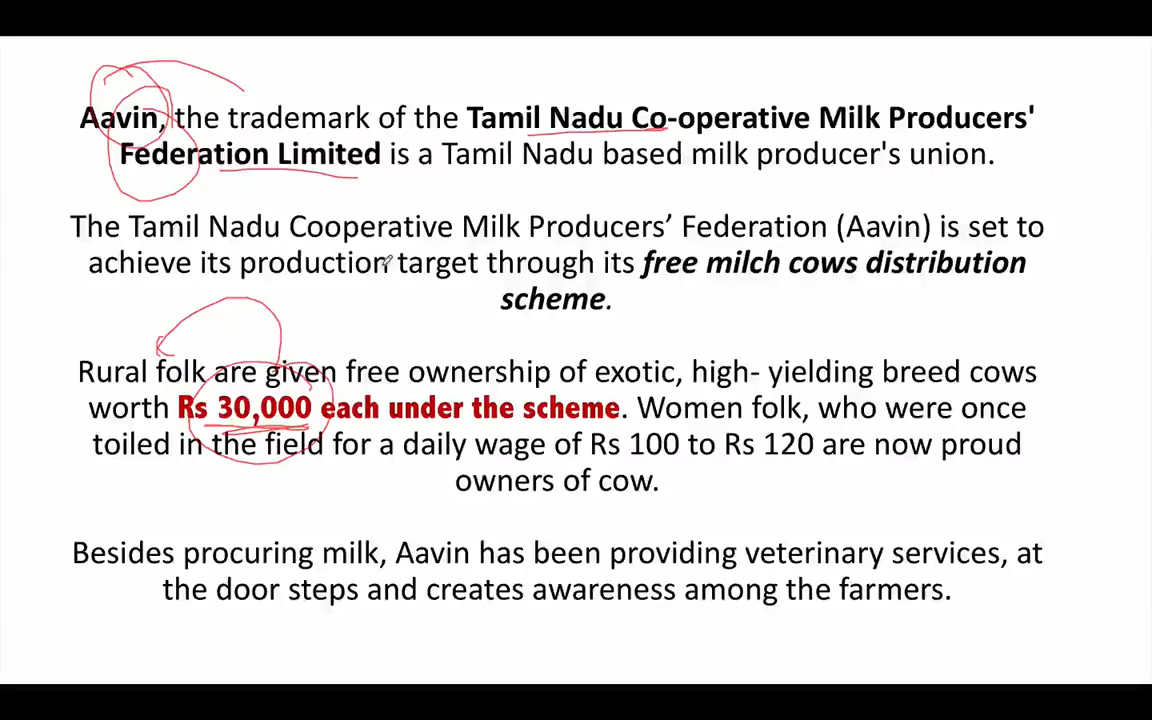 Aavin, the trademark of the Tamil Nadu Co-operative Milk Producers'
Federation Limited is a Tamil Nadu based milk producer's union.
The Tamil Nadu Cooperative Milk Producers’ Federation (Aavin) is set to
achieve its production target through its free milch cows distribution
scheme.
Rural folk are given free ownership of exotic, high- yielding breed cows
worth Rs 30,000 each under the scheme. Women folk, who were once
toiled in the field for a daily wage of Rs 100 to Rs 120 are now proud
owners of cow.
Besides procuring milk, Aavin has been providing veterinary services, at
the door steps and creates awareness among the farmers.